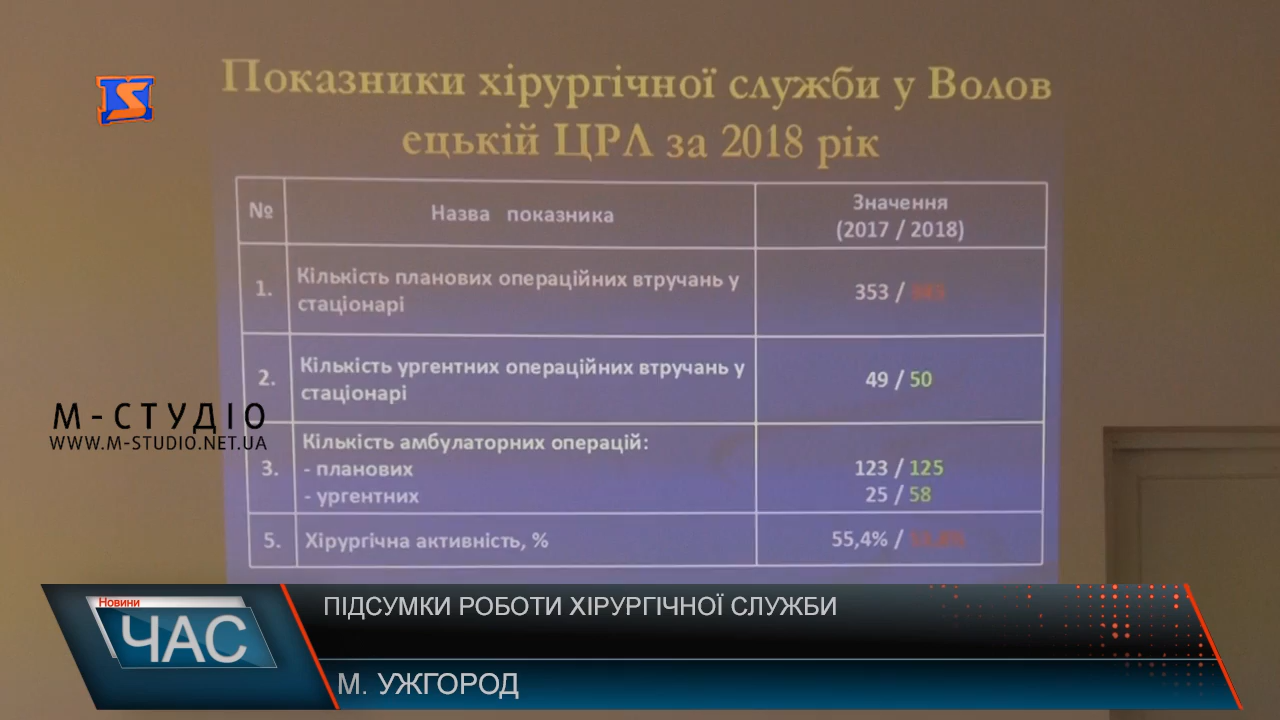 Показники хірургічної служби у Волов
ецькій ЦРЛ за 2018 рік
№ Назва показника Значення
(2017 / 2018)
1. Кількість планових операційних втручань у
стаціонарі 353 /
2. Кількість ургентних операційних втручань у
стаціонарі 49 / 50
3. Кількість амбулаторних операцій:
- планових 123 / 125
- ургентних 25 / 58
5. Хірургічна активність, % 55,4% /
М-СТУДІО
WWW.M-STUDIO.NET.UA
Новини
ЧАС
ПІДСУМКИ РОБОТИ ХІРУРГІЧНОЇ СЛУЖБИ
М. УЖГОРОД